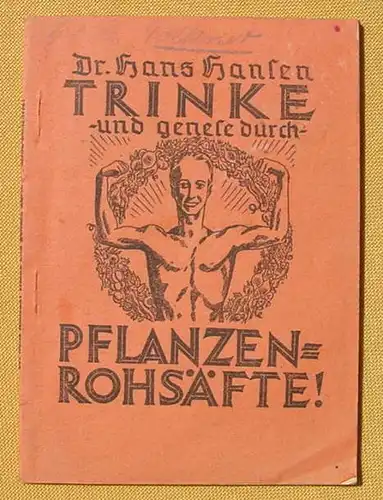 Dr. Hans Hansen
TRINKE
-und genese durch-
PFLANZEN=
ROHSÄFTE!